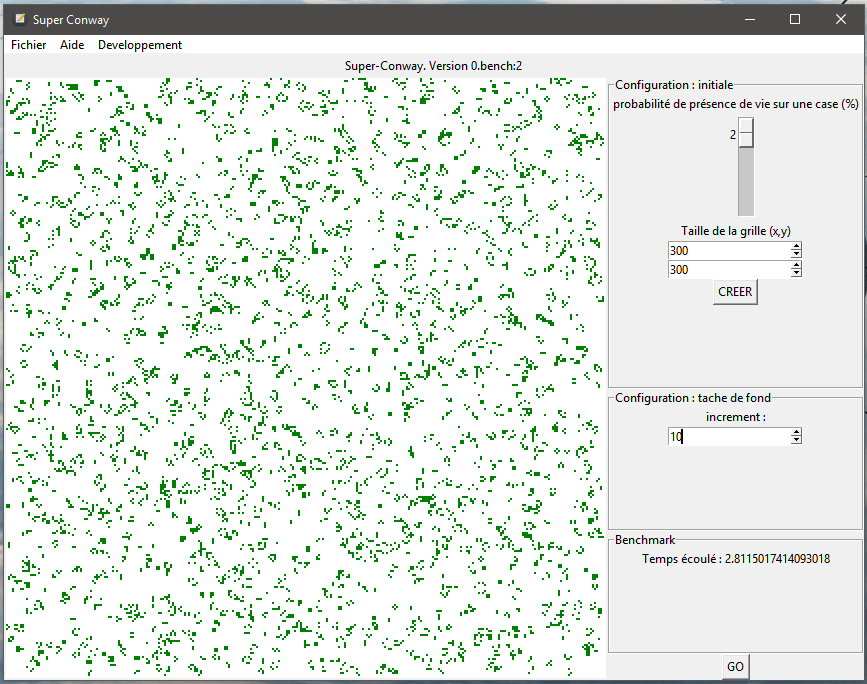 Super Conway
Fichier Aide Developpement
Super-Conway. Version 0.bench:2
Configuration : initiale
probabilité de présence de vie sur une case (%)
2
Taille de la grille (x,y)
300
300
CREER
Configuration : tache de fond
increment :
10
Benchmark
Temps écoulé : 2.8115017414093018
GO